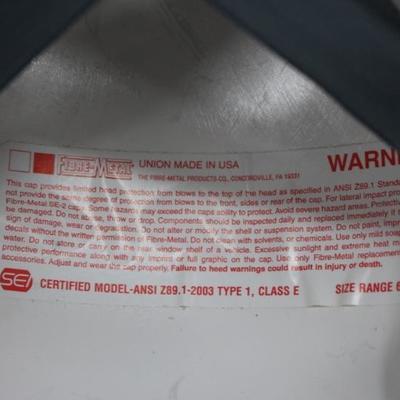 FIBRE-METAL UNION MADE IN USA WARNI
THE FIBRE-METAL PRODUCTS CO., CONCORDVILLE, PA 19331
This cap provides limited head protection from blows to the top of the head as specified in ANSI Z89.1 Standa
not provide the same degree of protection from blows to the front, sides or rear of the cap. For lateral impact pro
Fibre-Metal SE-2 caps. Some hazards may exceed the caps ability to protect. Avoid severe hazard areas. Protecti
be damaged. Do not abuse, throw or drop. Components should be inspected daily and replaced immediately if t
sign of damage, wear or degradation. Do not alter or modify the shell or suspension system. Do not paint, impr
decals without the written permission of Fibre-Metal. Do not clean with solvents, or chemicals. Use only mild s
water. Do not store or carry on the rear window shelf of a vehicle. Excessive sunlight and extreme heat m
protective performance along with any imprint or full graphic on the cap. Use only Fibre-Metal replacement
accessories. Adjust and wear the cap properly. Failure to heed warnings could result in injury or death.
SEI CERTIFIED MODEL-ANSI Z89.1-2003 TYPE 1, CLASS E SIZE RANGE 6